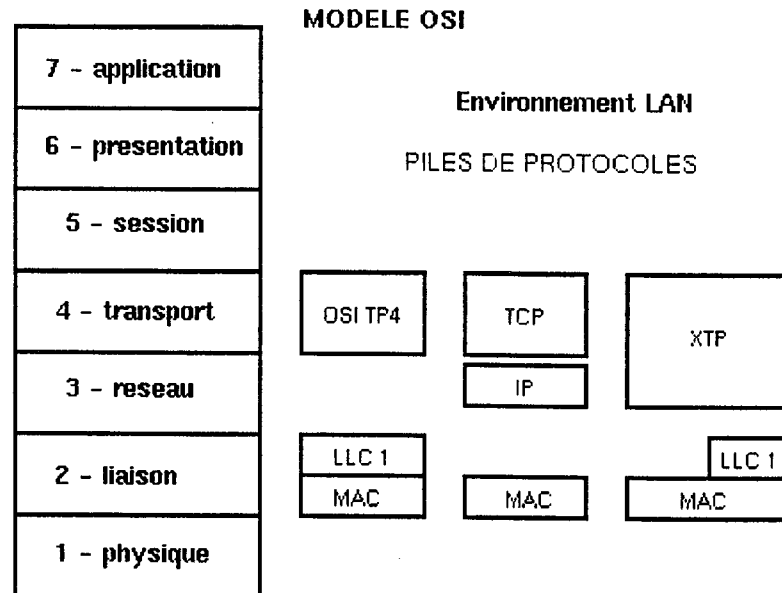 MODELE OSI
7 - application
Environnement LAN
6 - presentation
PILES DE PROTOCOLES
5 - session
4 - transport
OSI TP4
TCP
XTP
3 - reseau
IP
2 - liaison
LLC 1
LLC 1
MAC
MAC
MAC
1 - physique